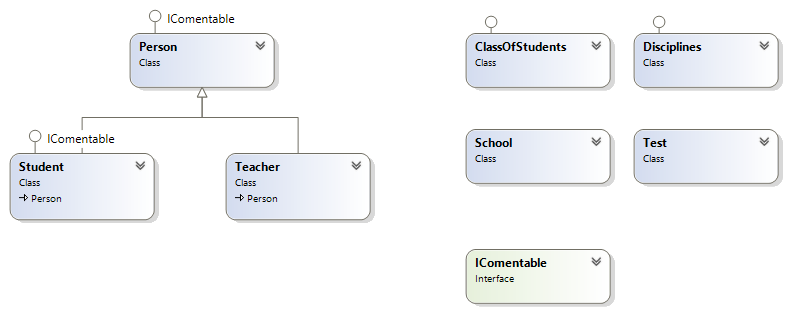 IComentable
Person
Class
IComentable
Student
Class
Person
Teacher
Class
Person
ClassOfStudents
Class
Disciplines
Class
School
Class
Test
Class
IComentable
Interface